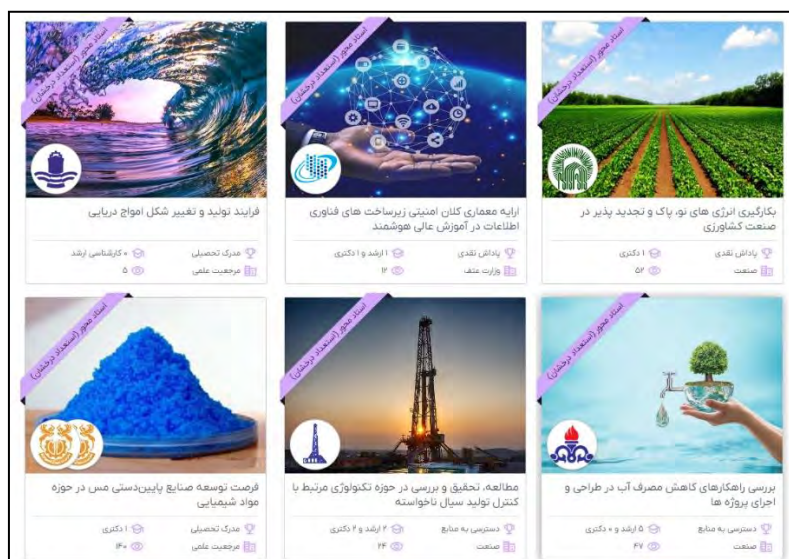 استاد محور (استعداد درخشان)
بکارگیری انرژی های نو، پاک و تجدید پذیر در
صنعت کشاورزی
پاداش نقدی
۱ دکتری
صنعت
۵۲
استاد محور (استعداد درخشان)
ارایه معماری کلان امنیتی زیرساخت های فناوری
اطلاعات در آموزش عالی هوشمند
پاداش نقدی
۱ ارشد و ۱ دکتری
وزارت عتف
۱۲
استاد محور (استعداد درخشان)
فرایند تولید و تغییر شکل امواج دریایی
مدرک تحصیلی
۰ کارشناسی ارشد
مرجعیت علمی
۵
استاد محور (استعداد درخشان)
بررسی راهکارهای کاهش مصرف آب در طراحی و
اجرای پروژه ها
دسترسی به منابع
۵ ارشد و ۰ دکتری
صنعت
۴۷
استاد محور (استعداد درخشان)
مطالعه، تحقیق و بررسی در حوزه تکنولوژی مرتبط با
کنترل تولید سیال ناخواسته
دسترسی به منابع
۲ ارشد و ۲ دکتری
صنعت
۲۴
استاد محور (استعداد درخشان)
فرصت توسعه صنایع پایین‌دستی مس در حوزه
مواد شیمیایی
مدرک تحصیلی
۱ دکتری
مرجعیت علمی
۱۴۰